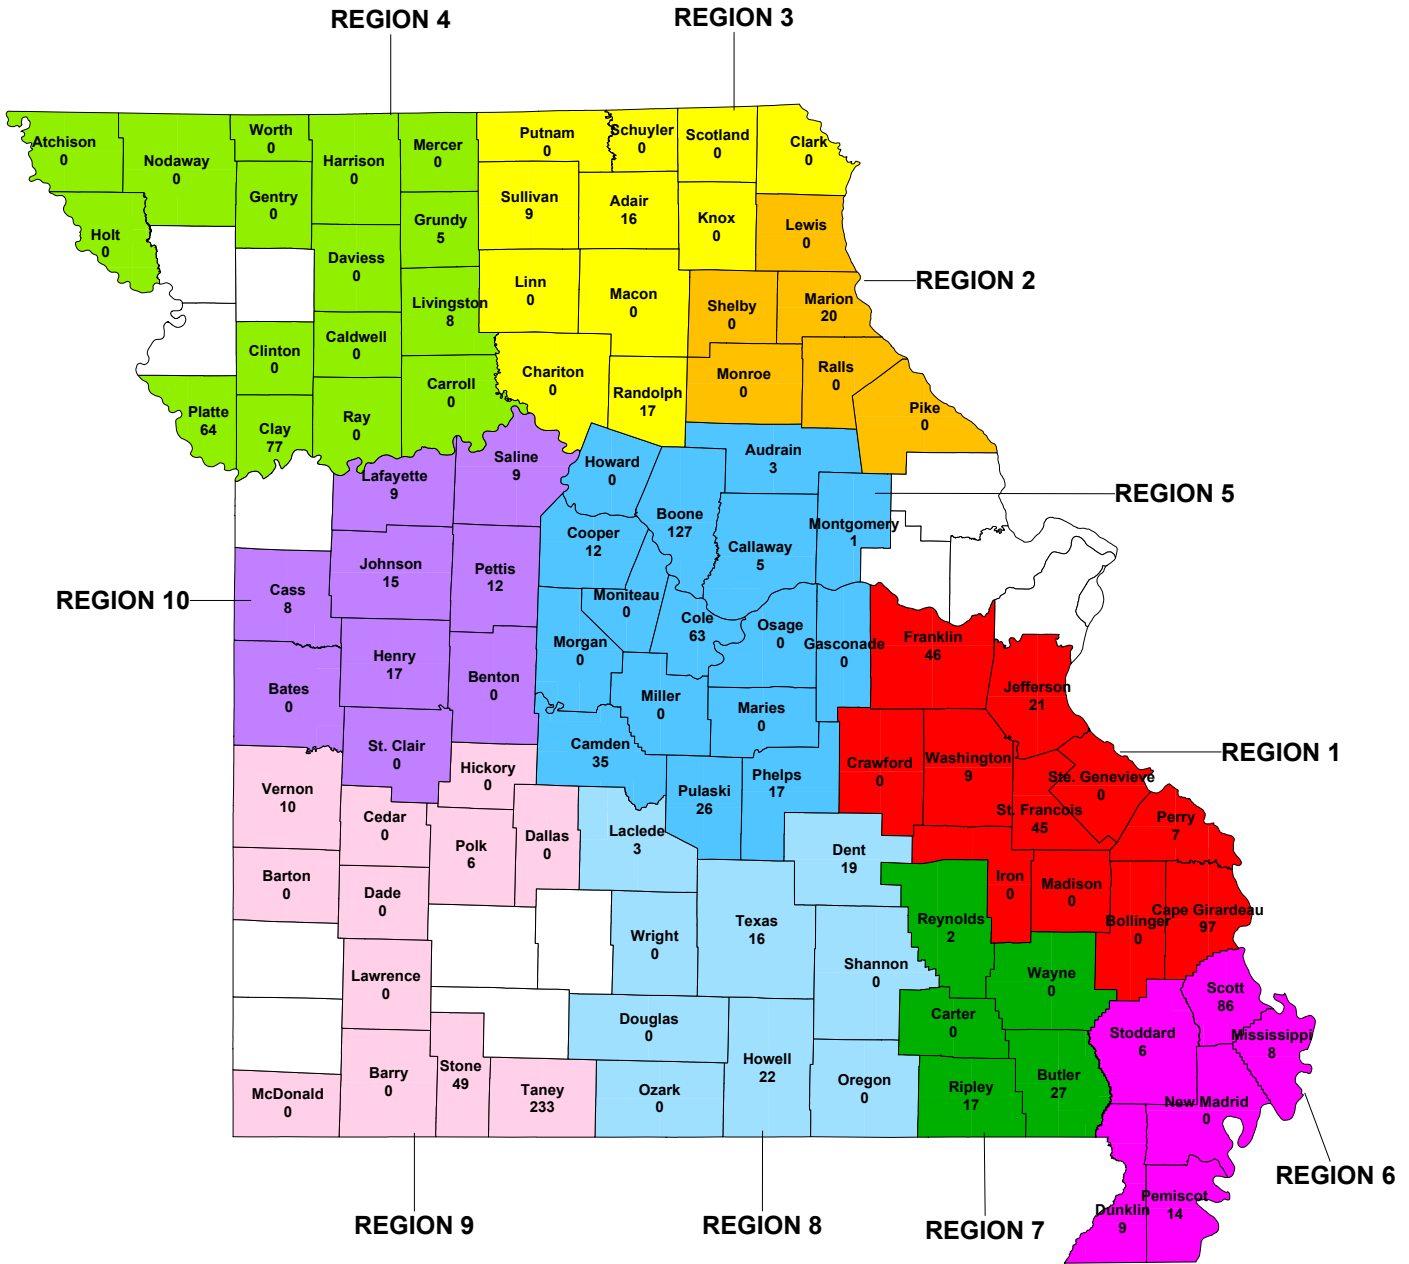 REGION 4
REGION 3
Atchison
0
Nodaway
0
Worth
0
Harrison
0
Mercer
0
Putnam
0
Schuyler
0
Scotland
0
Clark
0
Gentry
0
Grundy
5
Sullivan
9
Adair
16
Knox
0
Lewis
0
Holt
0
Daviess
0
Livingston
8
Linn
0
Macon
0
Shelby
0
Marion
20
REGION 2
Clinton
0
Caldwell
0
Carroll
0
Chariton
0
Randolph
17
Monroe
0
Ralls
0
Pike
0
Platte
64
Clay
77
Ray
0
Lafayette
9
Saline
9
Howard
0
Boone
127
Audrain
3
Montgomery
1
REGION 5
Cooper
12
Callaway
5
REGION 10
Cass
8
Johnson
15
Pettis
12
Moniteau
0
Cole
63
Osage
0
Gasconade
0
Franklin
46
Bates
0
Henry
17
Benton
0
Morgan
0
Miller
0
Maries
0
Jefferson
21
St. Clair
0
Hickory
0
Camden
35
Pulaski
26
Phelps
17
Crawford
0
Washington
9
Ste. Genevieve
0
REGION 1
St. Francois
45
Perry
7
Vernon
10
Cedar
0
Polk
6
Dallas
0
Laclede
3
Dent
19
Iron
0
Madison
0
Bollinger
0
Cape Girardeau
97
Barton
0
Dade
0
Wright
0
Texas
16
Shannon
0
Reynolds
2
Wayne
0
Lawrence
0
Douglas
0
Howell
22
Carter
0
Scott
86
Stoddard
6
Mississippi
8
McDonald
0
Barry
0
Stone
49
Taney
233
Ozark
0
Oregon
0
Ripley
17
Butler
27
New Madrid
0
REGION 6
Dunklin
9
Pemiscot
14
REGION 9
REGION 8
REGION 7